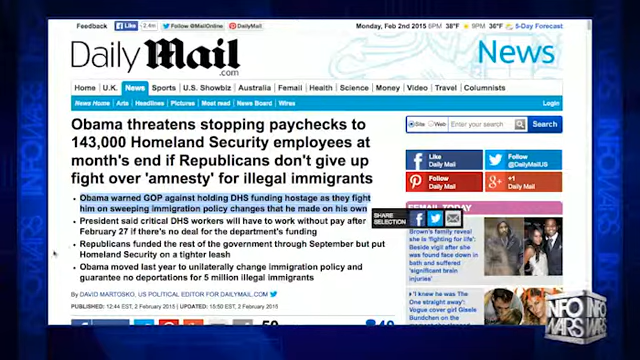 Feedback
Like
2.4m
Follow @MailOnline
DailyMail
Monday, Feb 2nd 2015 6PM 38°F 9PM 36°F 5-Day Forecast
Daily Mail
.com
News
Home U.K. News Sports U.S. Showbiz Australia Femail Health Science Money Video Travel Columnists
News Home Arts Headlines Pictures Most read News Board Wires
Login
Obama threatens stopping paychecks to
143,000 Homeland Security employees at
month's end if Republicans don't give up
fight over 'amnesty' for illegal immigrants
Obama warned GOP against holding DHS funding hostage as they fight
him on sweeping immigration policy changes that he made on his own
President said critical DHS workers will have to work without pay after
February 27 if there's no deal for the department's funding
Republicans funded the rest of the government through September but put
Homeland Security on a tighter leash
Obama moved last year to unilaterally change immigration policy and
guarantee no deportations for 5 million illegal immigrants
By DAVID MARTOSKO, US POLITICAL EDITOR FOR DAILYMAIL.COM
PUBLISHED: 12:44 EST, 2 February 2015 | UPDATED: 15:50 EST, 2 February 2015
SHARE
SELECTION
Site Web Enter your search Search
Like
Daily Mail
Follow
@DailyMailUS
Follow
Daily Mail
+1
Daily Mail
FEMAIL TODAY
Brown's family reveal
she is 'fighting for life':
Beside vigil after she
was found face down
in bath and suffered
'significant brain
injuries'
'I knew he was The
One straight away':
Vogue cover girl Gisele
Bundchen on the
INFO
WARS
INFO
WARS